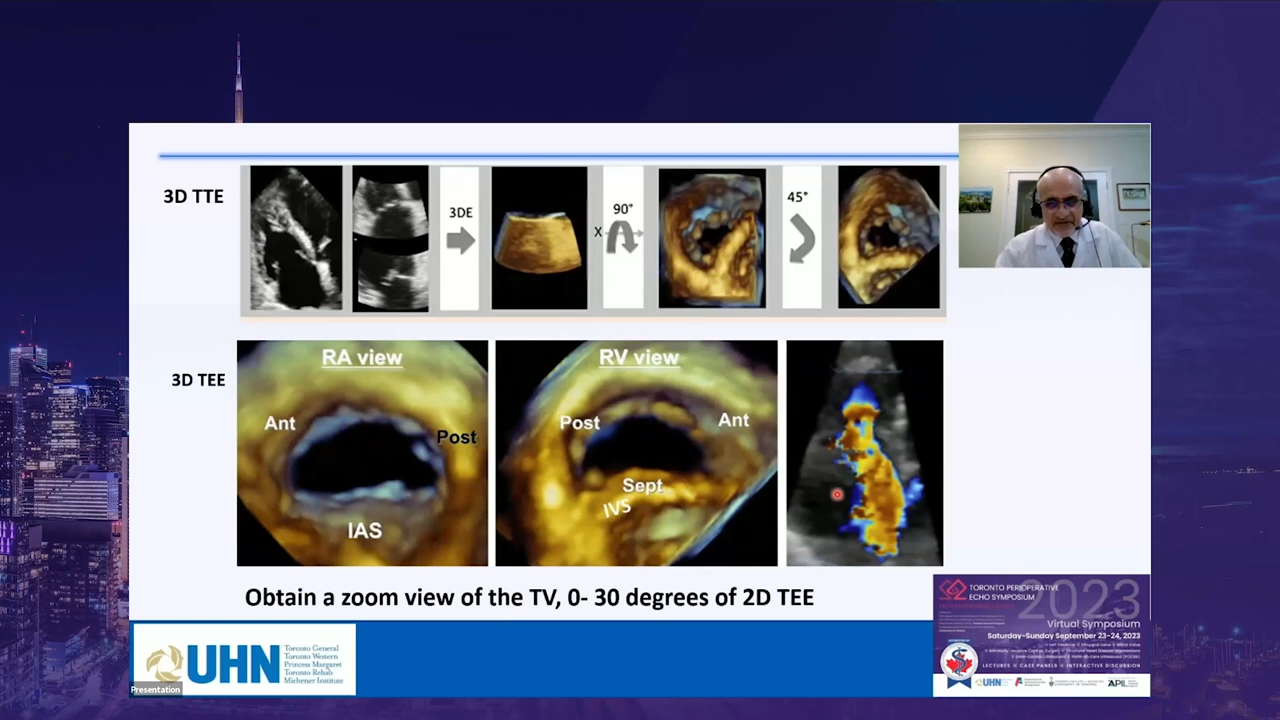 3D TTE
3DE
X
90°
45°
3D TEE
RA view
Ant
Post
IAS
RV view
Post
Ant
Sept
IVS
Obtain a zoom view of the TV, 0- 30 degrees of 2D TEE
UHN
Toronto General
Toronto Western
Princess Margaret
Toronto Rehab
Michener Institute
Presentation
TORONTO PERIOPERATIVE
ECHO SYMPOSIUM
2023
Virtual Symposium
Saturday-Sunday September 23-24, 2023
LECTURES • CASE PANELS • INTERACTIVE DISCUSSION
UHN
APIL